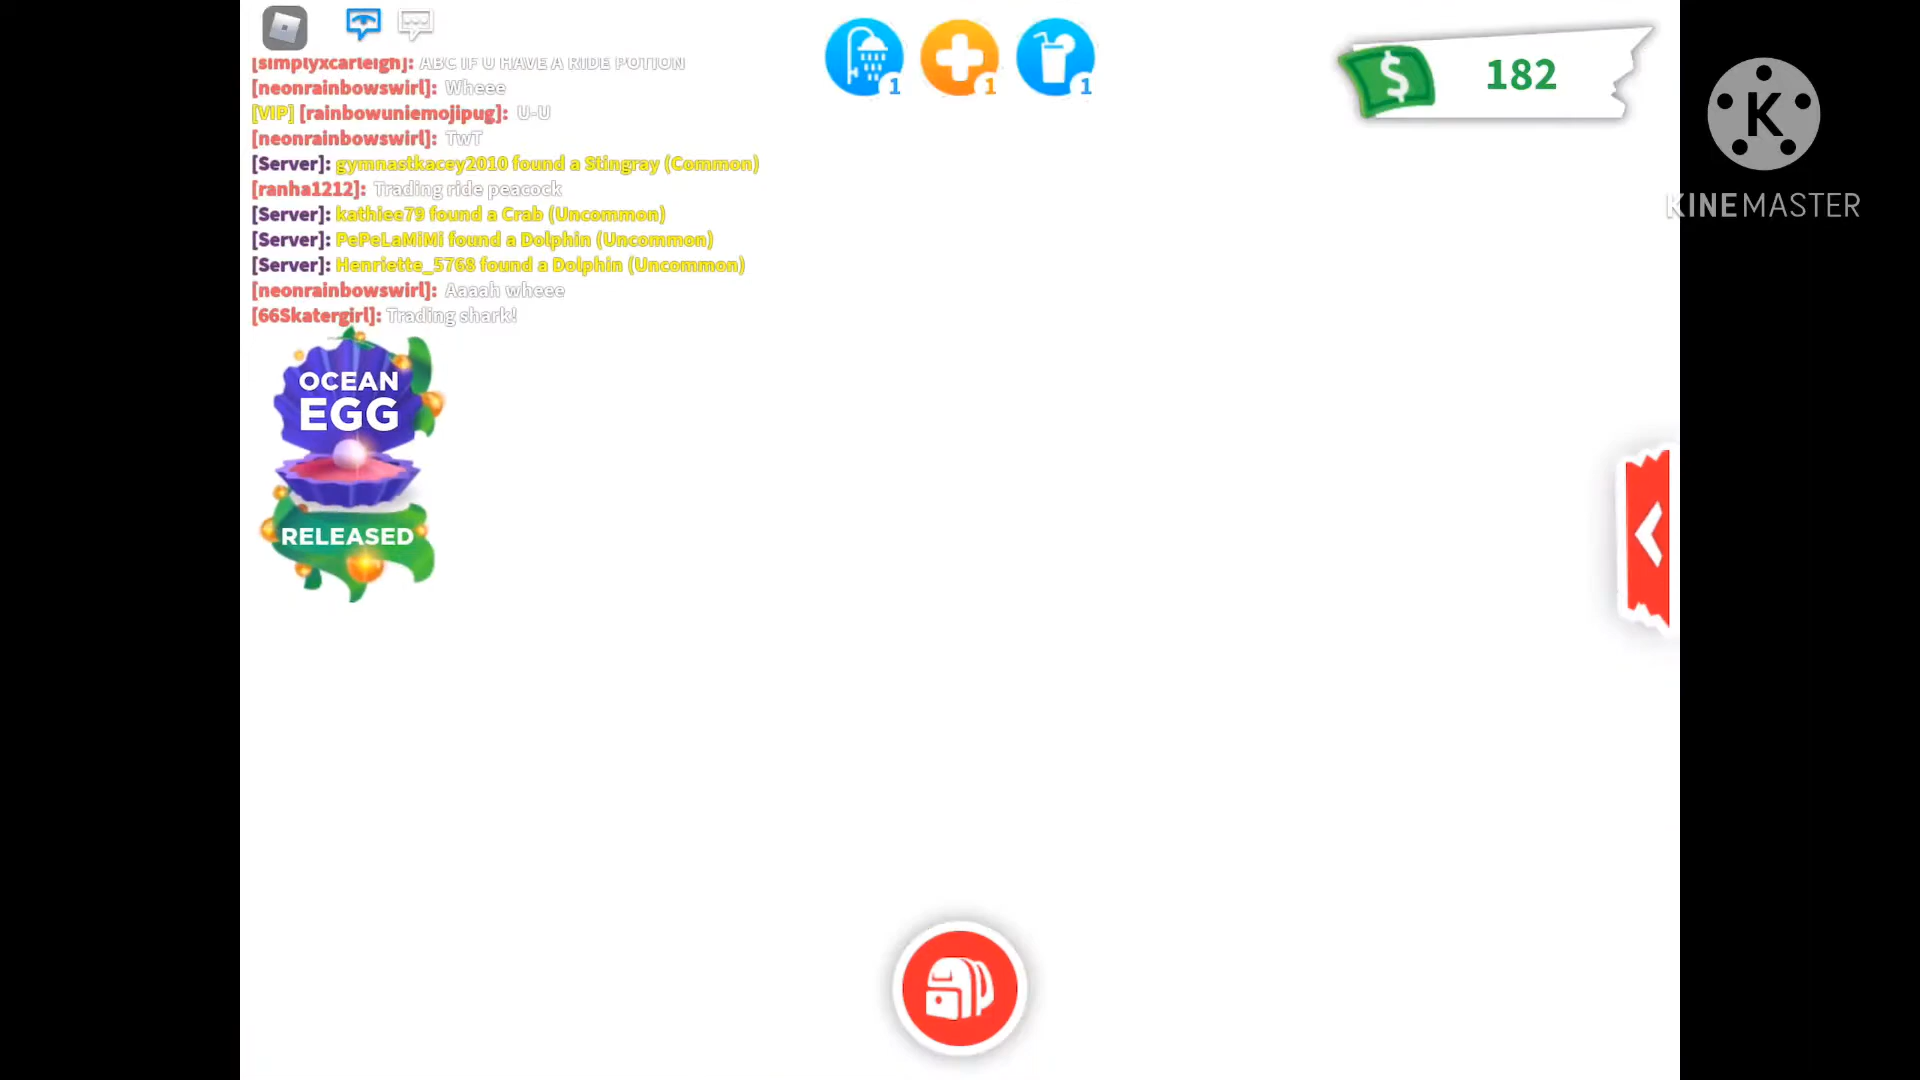 [simplyxcarleigh]: ABC IF U HAVE A RIDE POTION
[neonrainbowswirl]: Wheee
[VIP] [rainbowuniemojipug]: U-U
[neonrainbowswirl]: TwT
[Server]: gymnastkacey2010 found a Stingray (Common)
[ranha1212]: Trading ride peacock
[Server]: kathiee79 found a Crab (Uncommon)
[Server]: PePeLaMiMi found a Dolphin (Uncommon)
[Server]: Henriette_5768 found a Dolphin (Uncommon)
[neonrainbowswirl]: Aaaah wheee
[66Skatergirl]: Trading shark!
OCEAN
EGG
RELEASED
1
1
1
$
182
K
KINEMASTER